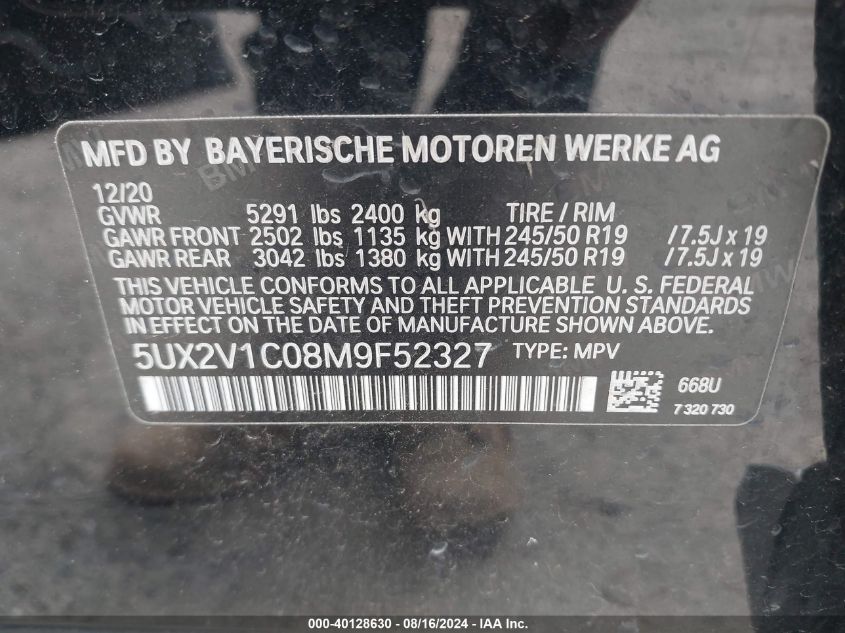 MFD BY BAYERISCHE MOTOREN WERKE AG
12/20
GVWR 5291 lbs 2400 kg TIRE / RIM
GAWR FRONT 2502 lbs 1135 kg WITH 245/50 R19 /7.5J x 19
GAWR REAR 3042 lbs 1380 kg WITH 245/50 R19 /7.5J x 19
THIS VEHICLE CONFORMS TO ALL APPLICABLE U. S. FEDERAL
MOTOR VEHICLE SAFETY AND THEFT PREVENTION STANDARDS
IN EFFECT ON THE DATE OF MANUFACTURE SHOWN ABOVE.
5UX2V1C08M9F52327 TYPE: MPV
668U
7 320 730
000-40128630 - 08/16/2024 - IAA Inc.